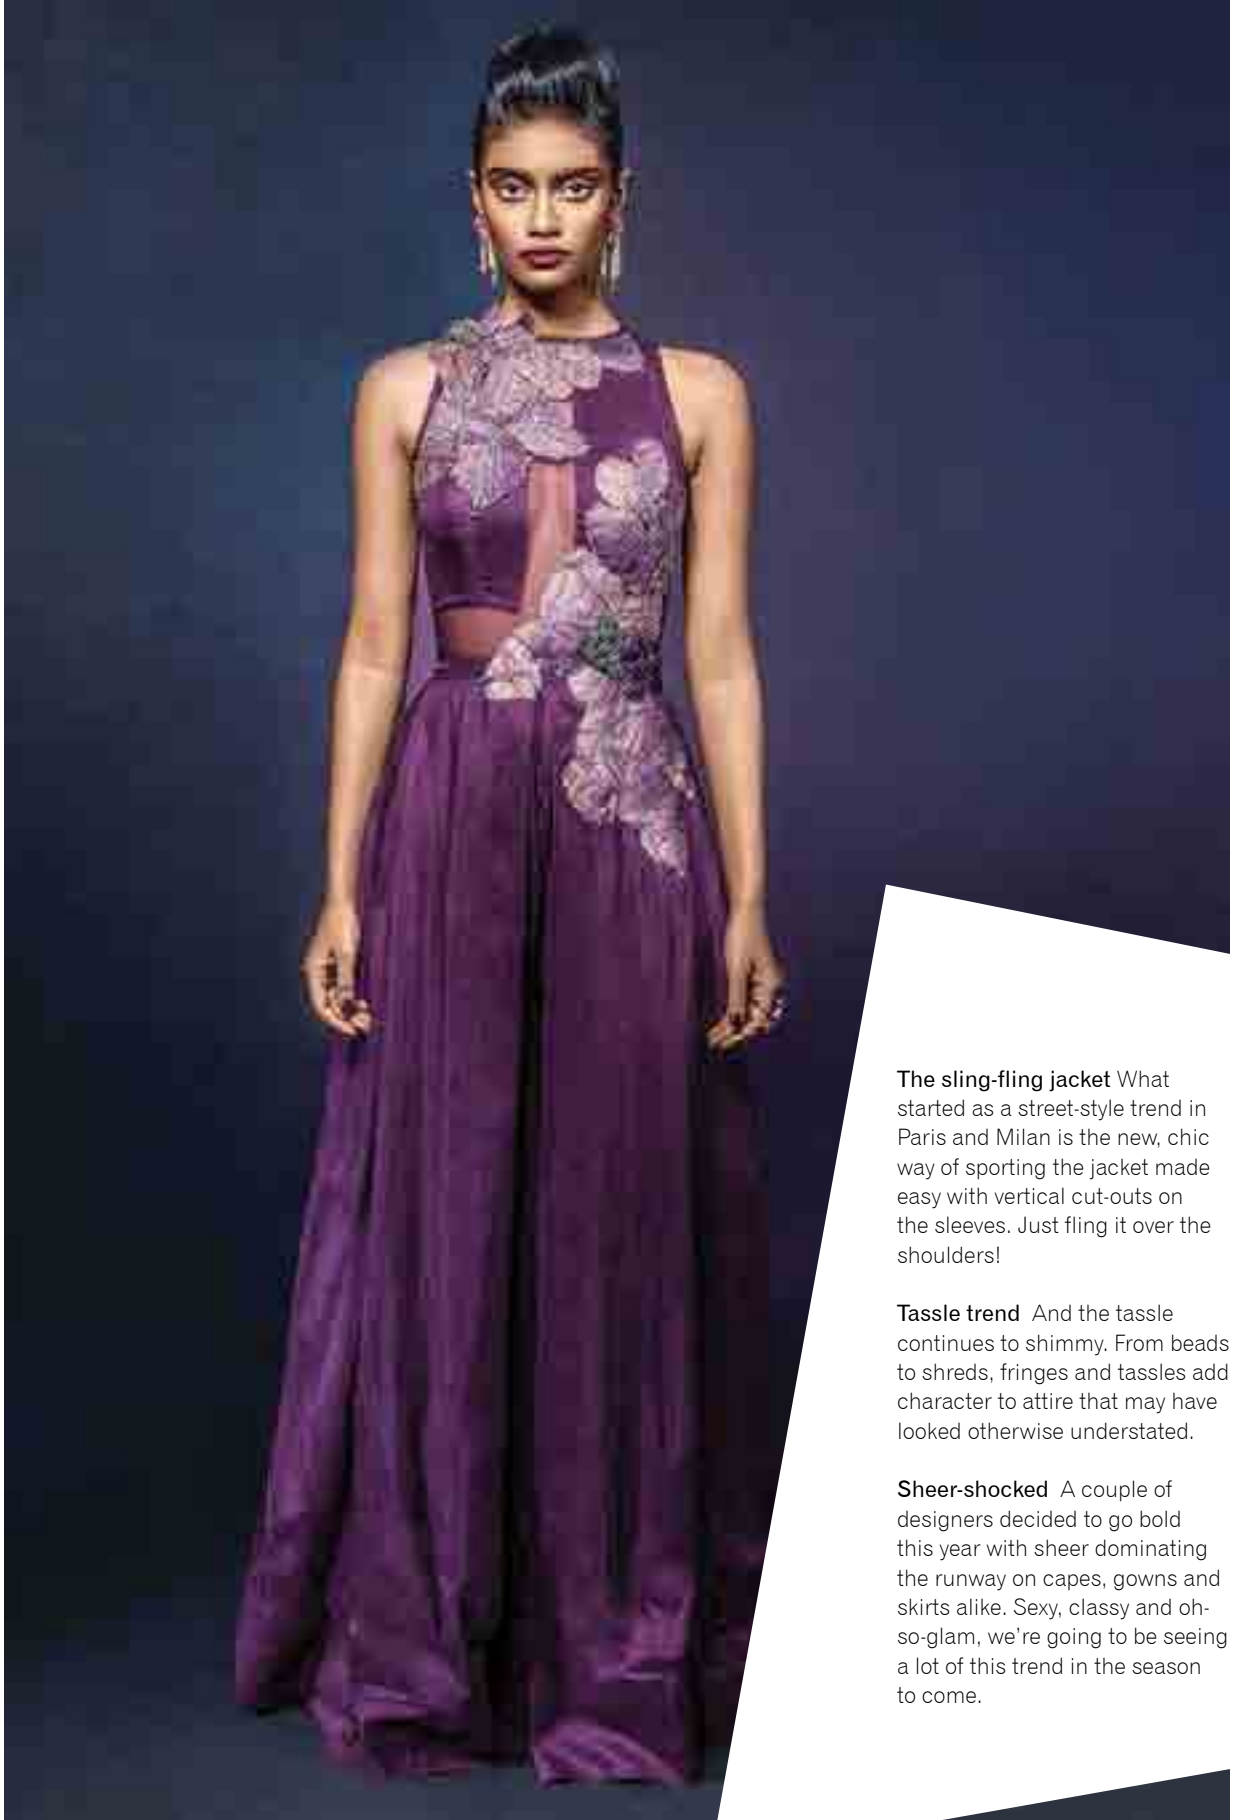 The sling-fling jacket What
started as a street-style trend in
Paris and Milan is the new, chic
way of sporting the jacket made
easy with vertical cut-outs on
the sleeves. Just fling it over the
shoulders!
Tassle trend And the tassle
continues to shimmy. From beads
to shreds, fringes and tassles add
character to attire that may have
looked otherwise understated.
Sheer-shocked A couple of
designers decided to go bold
this year with sheer dominating
the runway on capes, gowns and
skirts alike. Sexy, classy and oh-
so-glam, we're going to be seeing
a lot of this trend in the season
to come.